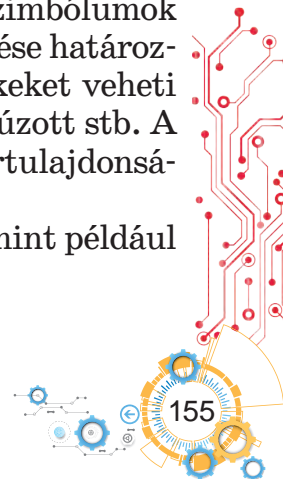 zimbólumok
ése határoz-
keket veheti
úzott stb. A
rtulajdonsá-
mint például
155